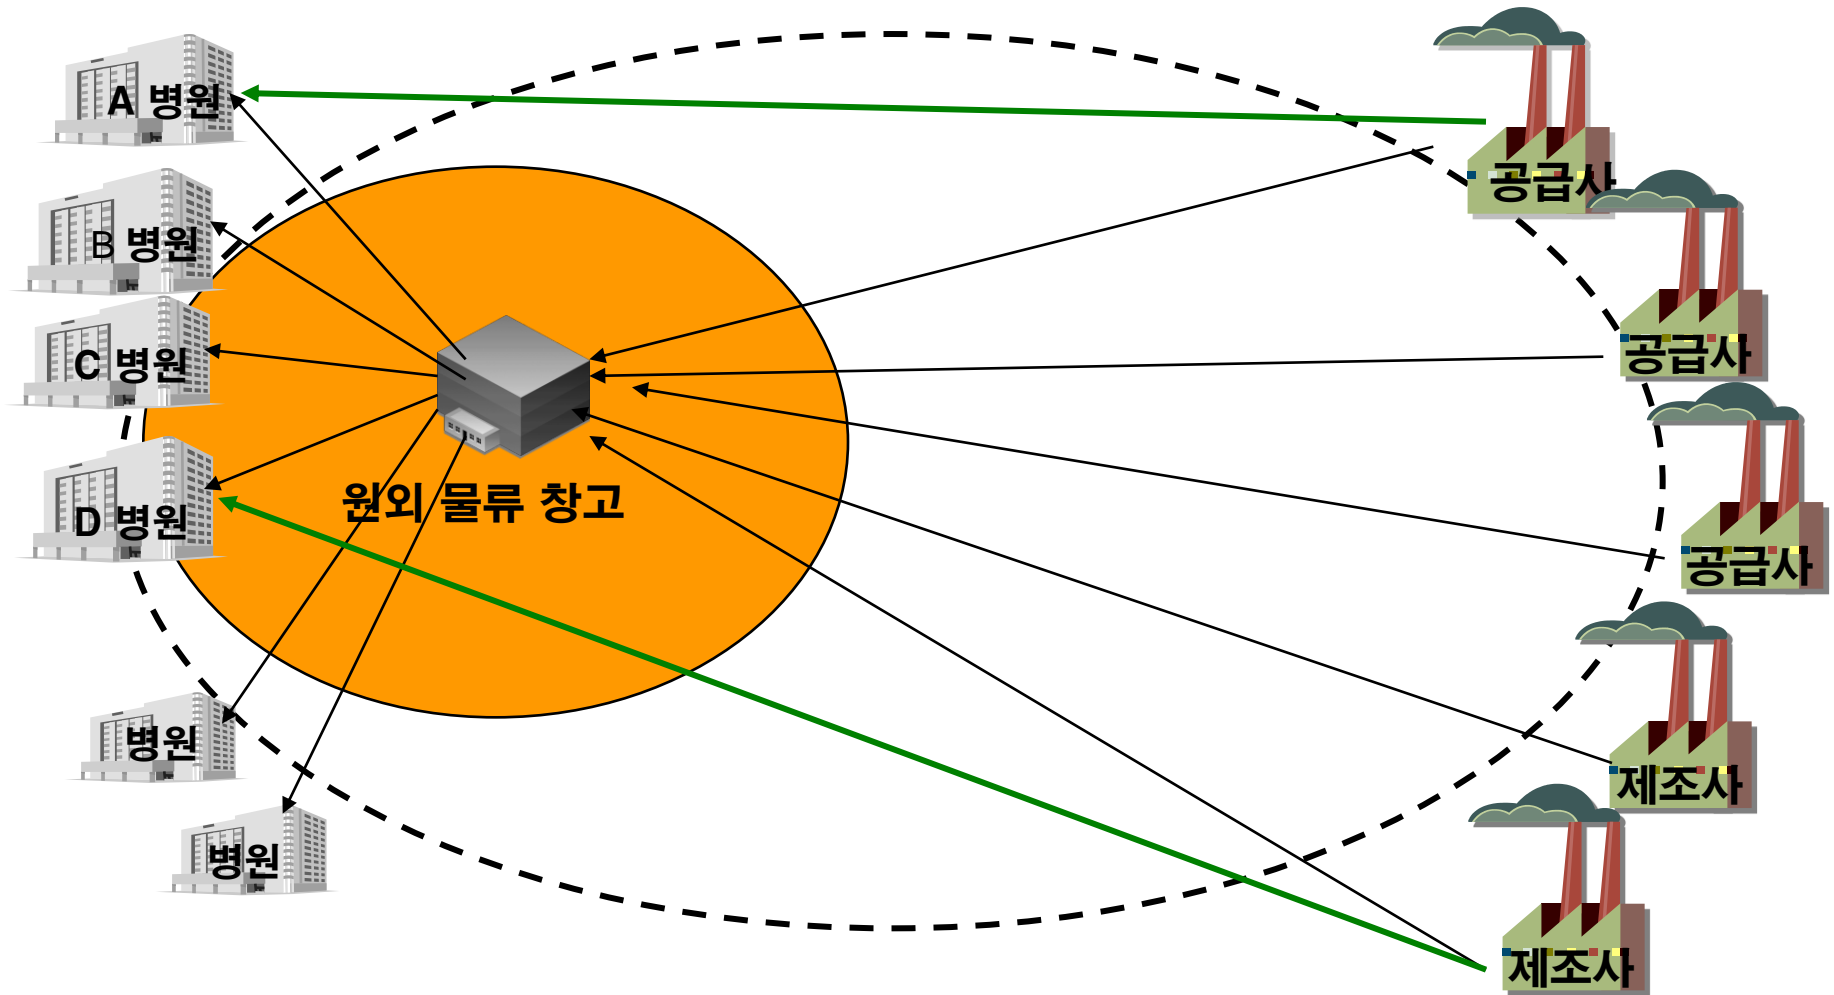 A 병원
공급사
B 병원
공급사
C 병원
원외 물류 창고
D 병원
공급사
병원
제조사
병원
제조사